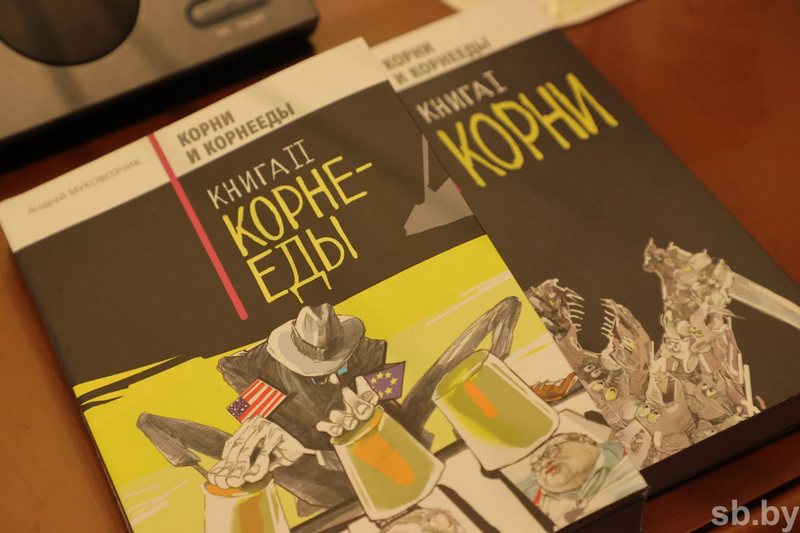 Андрей МУКОВОЗЧИК
КОРНИ
И КОРНЕЕДЫ
КНИГА II
КОРНЕ-
ЕДЫ
КОРНИ
И КОРНЕЕДЫ
КНИГА I
КОРНИ
sb.by